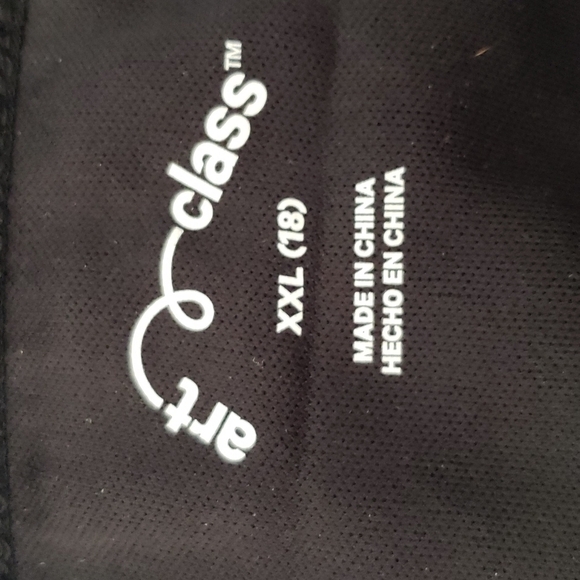 art class™
XXL (18)
MADE IN CHINA
HECHO EN CHINA